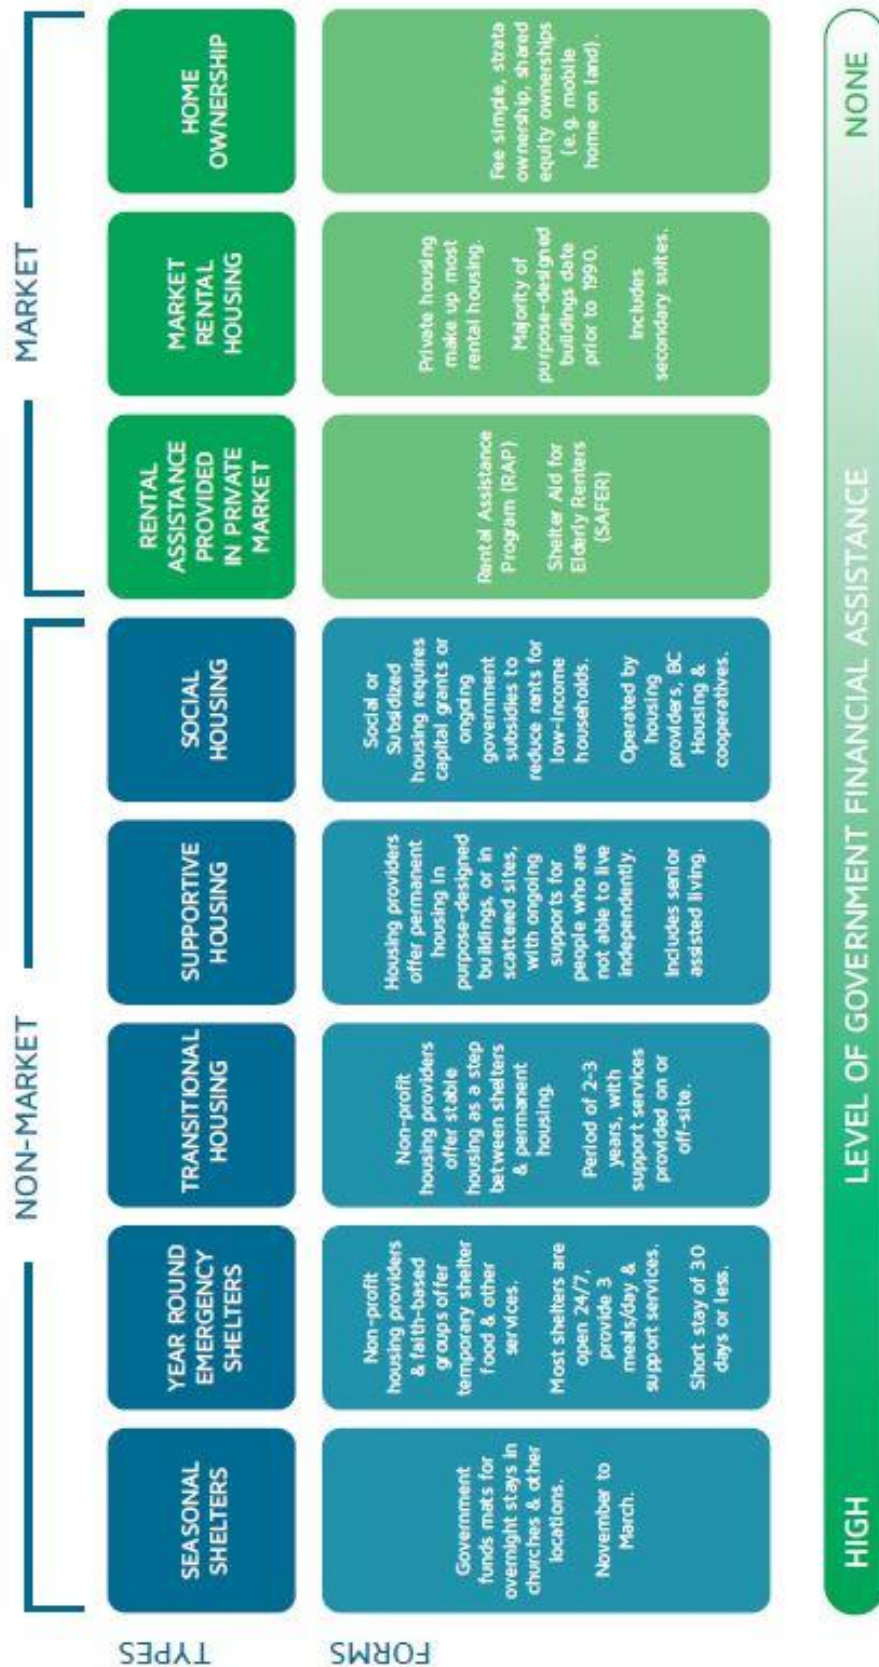 NON-MARKET
MARKET
TYPES
SEASONAL
SHELTERS
YEAR ROUND
EMERGENCY
SHELTERS
TRANSITIONAL
HOUSING
SUPPORTIVE
HOUSING
SOCIAL
HOUSING
RENTAL
ASSISTANCE
PROVIDED
IN PRIVATE
MARKET
MARKET
RENTAL
HOUSING
HOME
OWNERSHIP
FORMS
Government
funds mats for
overnight stays in
churches & other
locations.
November to
March.
Non-profit
housing providers
& faith-based
groups offer
temporary shelter
food & other
services.
Most shelters are
open 24/7,
provide 3
meals/day &
support services.
Short stay of 30
days or less.
Non-profit
housing providers
offer stable
housing as a step
between shelters
& permanent
housing.
Period of 2-3
years, with
support services
provided on or
off-site.
Housing providers
offer permanent
housing in
purpose-designed
buildings, or in
scattered sites,
with ongoing
supports for
people who are
not able to live
independently.
Includes senior
assisted living.
Social or
Subsidized
housing requires
capital grants or
ongoing
government
subsidies to
reduce rents for
low-income
households.
Operated by
housing
providers, BC
Housing &
cooperatives.
Rental Assistance
Program (RAP)
Shelter Aid for
Elderly Renters
(SAFER)
Private housing
make up most
rental housing.
Majority of
purpose-designed
buildings date
prior to 1990.
Includes
secondary suites.
Fee simple, strata
ownership, shared
equity ownerships
(e.g. mobile
home on land).
HIGH LEVEL OF GOVERNMENT FINANCIAL ASSISTANCE NONE